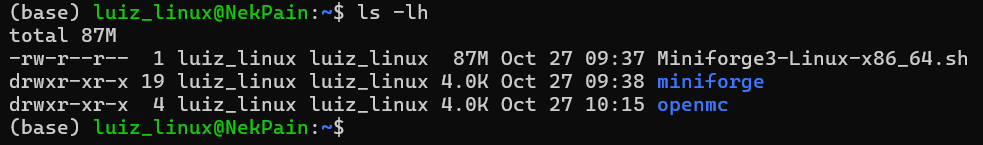 (base) luiz_linux@NekPain:~$ ls -lh
total 87M
-rw-r--r--  1 luiz_linux luiz_linux  87M Oct 27 09:37 Miniforge3-Linux-x86_64.sh
drwxr-xr-x 19 luiz_linux luiz_linux 4.0K Oct 27 09:38 miniforge
drwxr-xr-x  4 luiz_linux luiz_linux 4.0K Oct 27 10:15 openmc
(base) luiz_linux@NekPain:~$